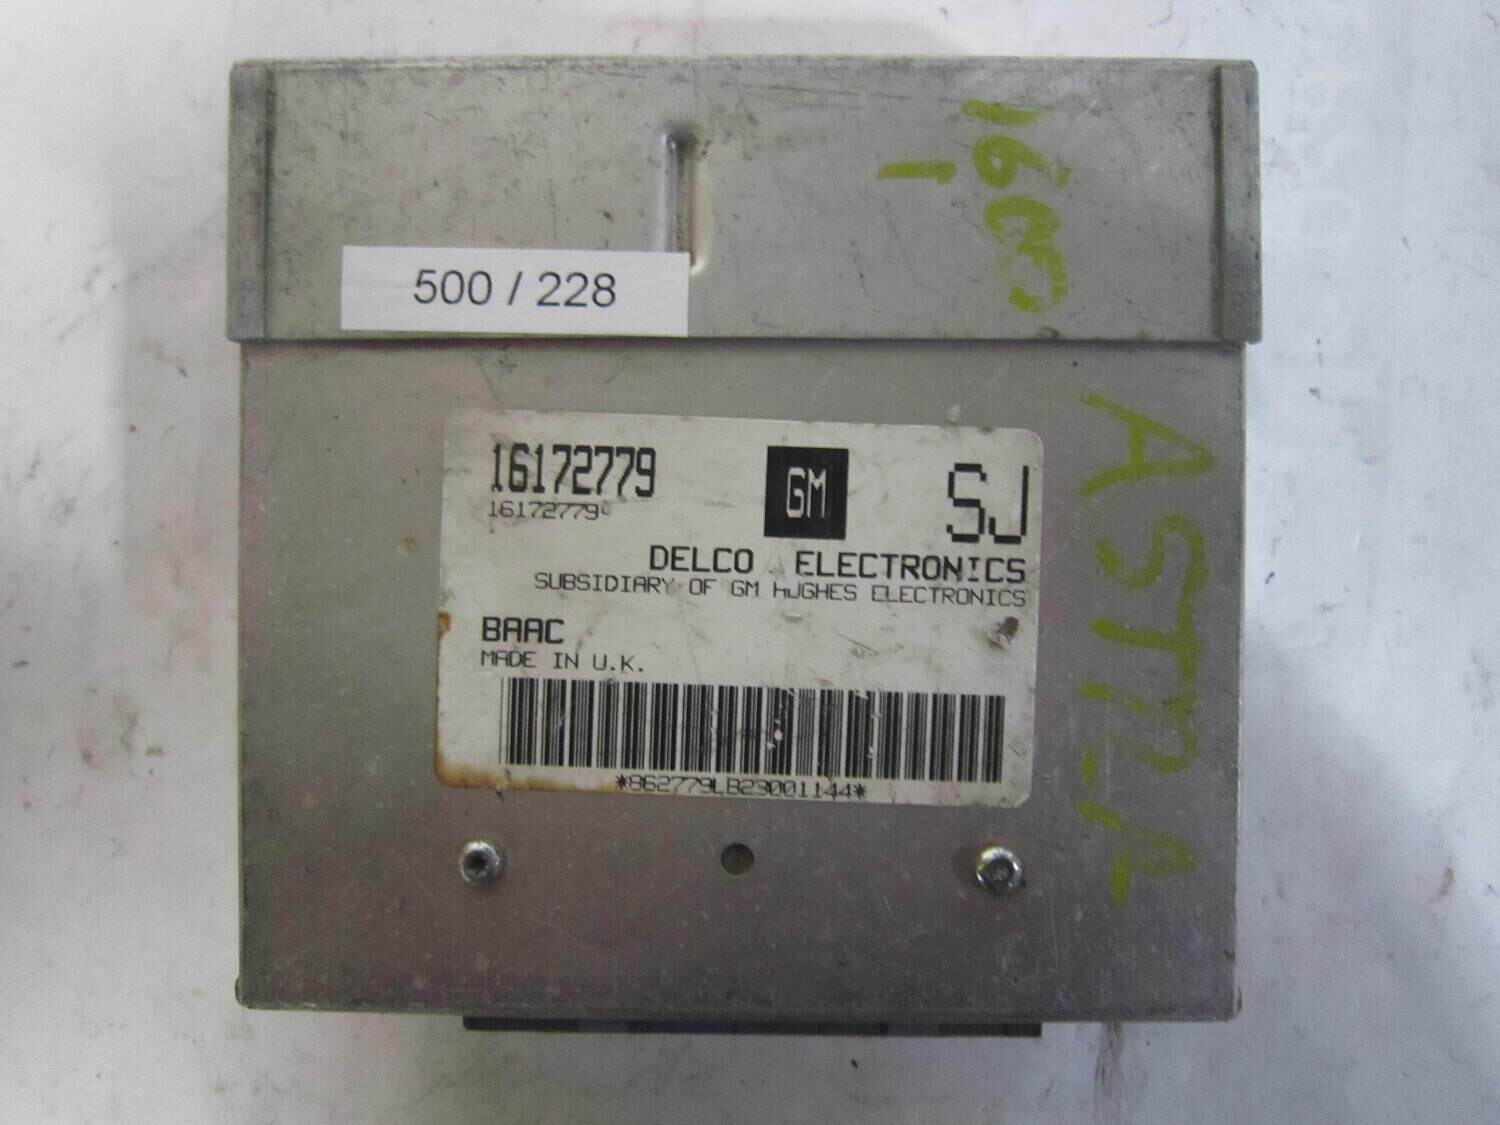 1600
1
500 / 228
ASTRA
16172779
16172779
GM
SJ
DELCO ELECTRONICS
SUBSIDIARY OF GM HUGHES ELECTRONICS
BAAC
MADE IN U.K.
*862779LB23001144*